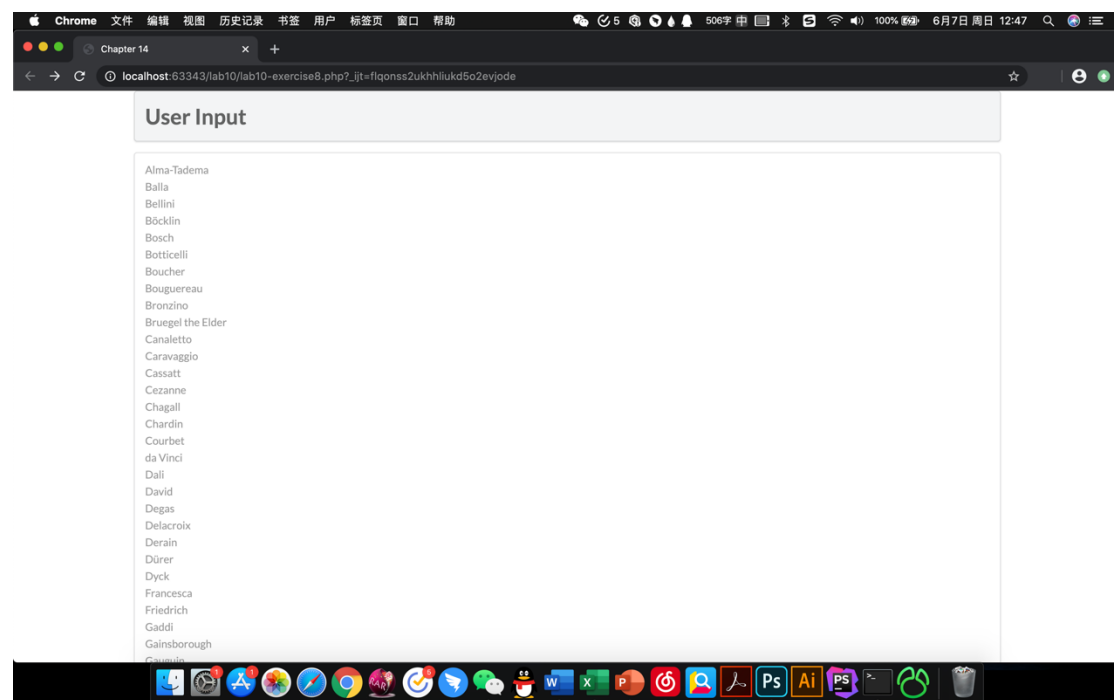 Chrome 文件 编辑 视图 历史记录 书签 用户 标签页 窗口 帮助 5 506字 中 100% 6月7日 周日 12:47
Chapter 14
localhost:63343/lab10/lab10-exercise8.php?_ijt=flqonss2ukhhliukd5o2evjode
User Input
Alma-Tadema
Balla
Bellini
Böcklin
Bosch
Botticelli
Boucher
Bouguereau
Bronzino
Bruegel the Elder
Canaletto
Caravaggio
Cassatt
Cezanne
Chagall
Chardin
Courbet
da Vinci
Dali
David
Degas
Delacroix
Derain
Dürer
Dyck
Francesca
Friedrich
Gaddi
Gainsborough
Gauguin
RAR W X P Ps Ai PS